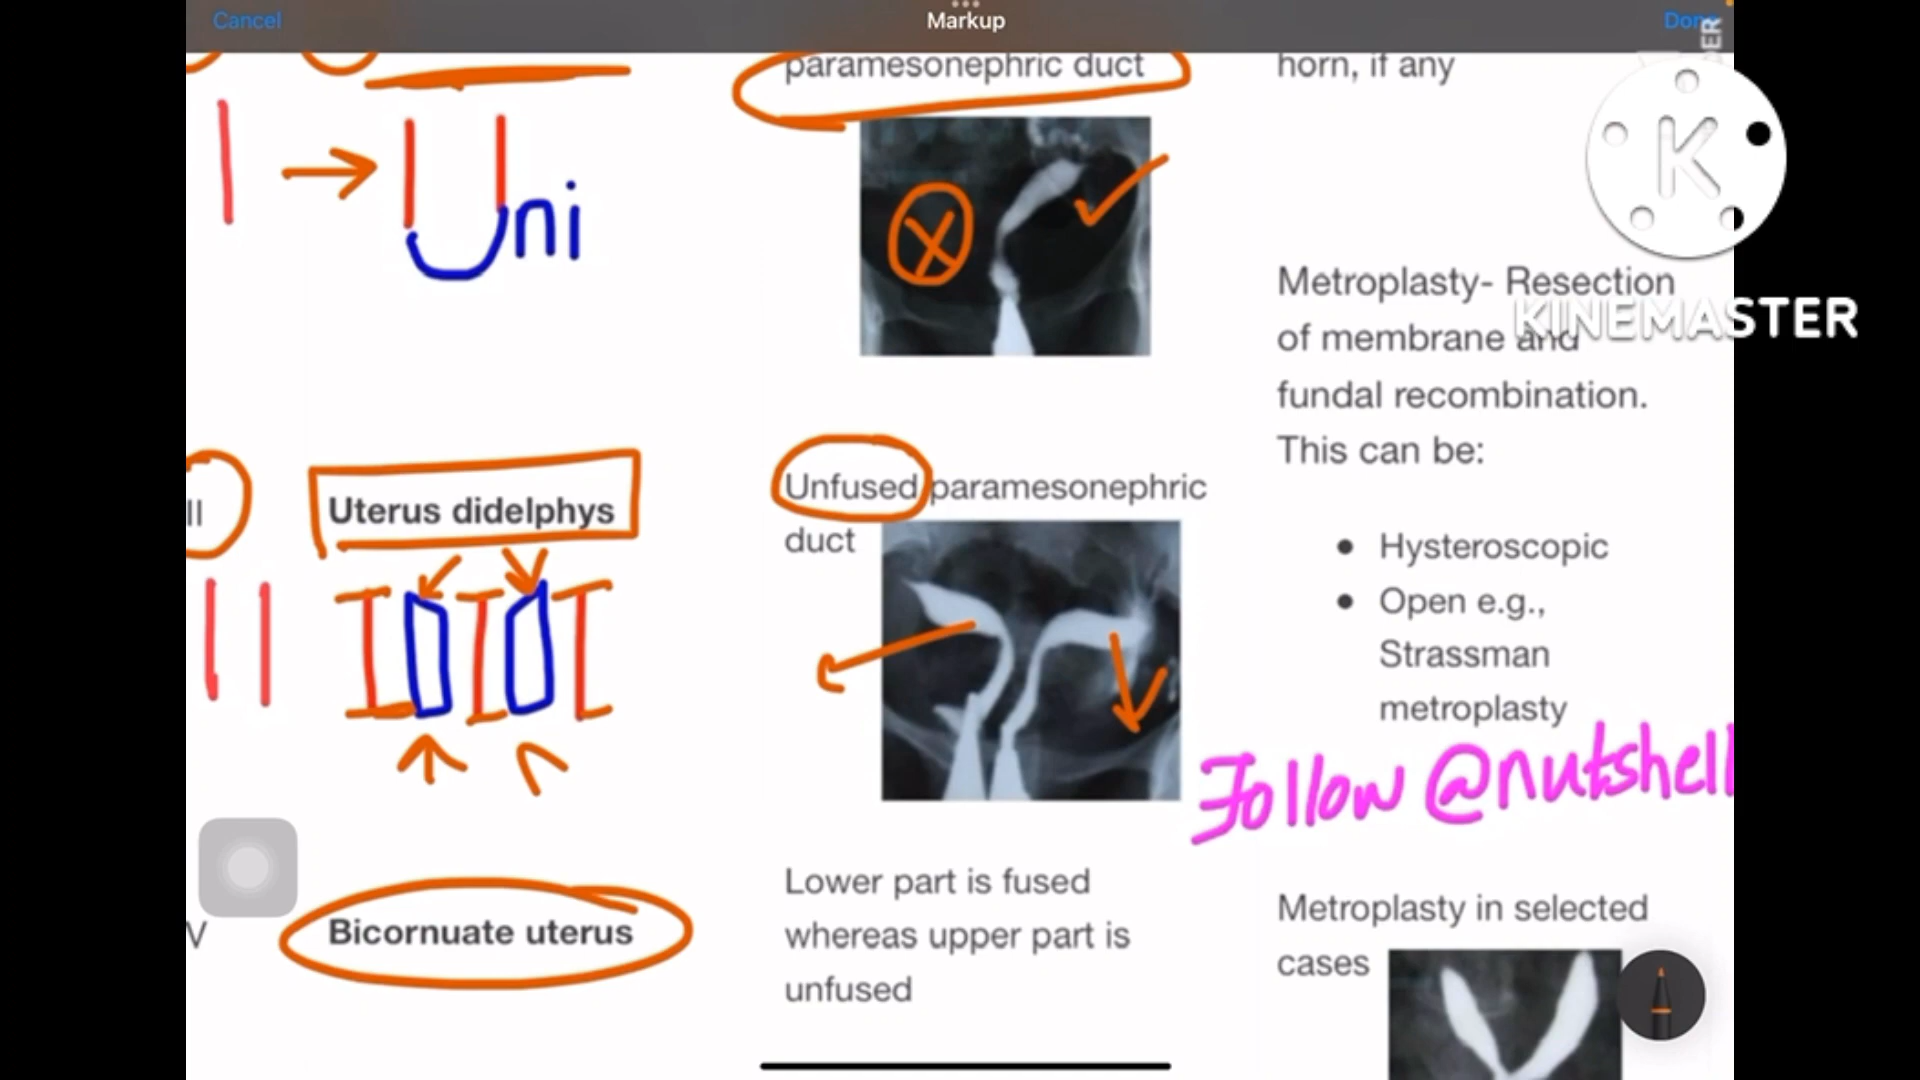 Cancel
Markup
paramesonephric duct
horn, if any
Uni
K
KINEMASTER
Metroplasty- Resection
of membrane and
fundal recombination.
This can be:
Uterus didelphys
Unfused paramesonephric
duct
Hysteroscopic
Open e.g.,
Strassman
metroplasty
Follow @nutshell
Bicornuate uterus
Lower part is fused
whereas upper part is
unfused
Metroplasty in selected
cases